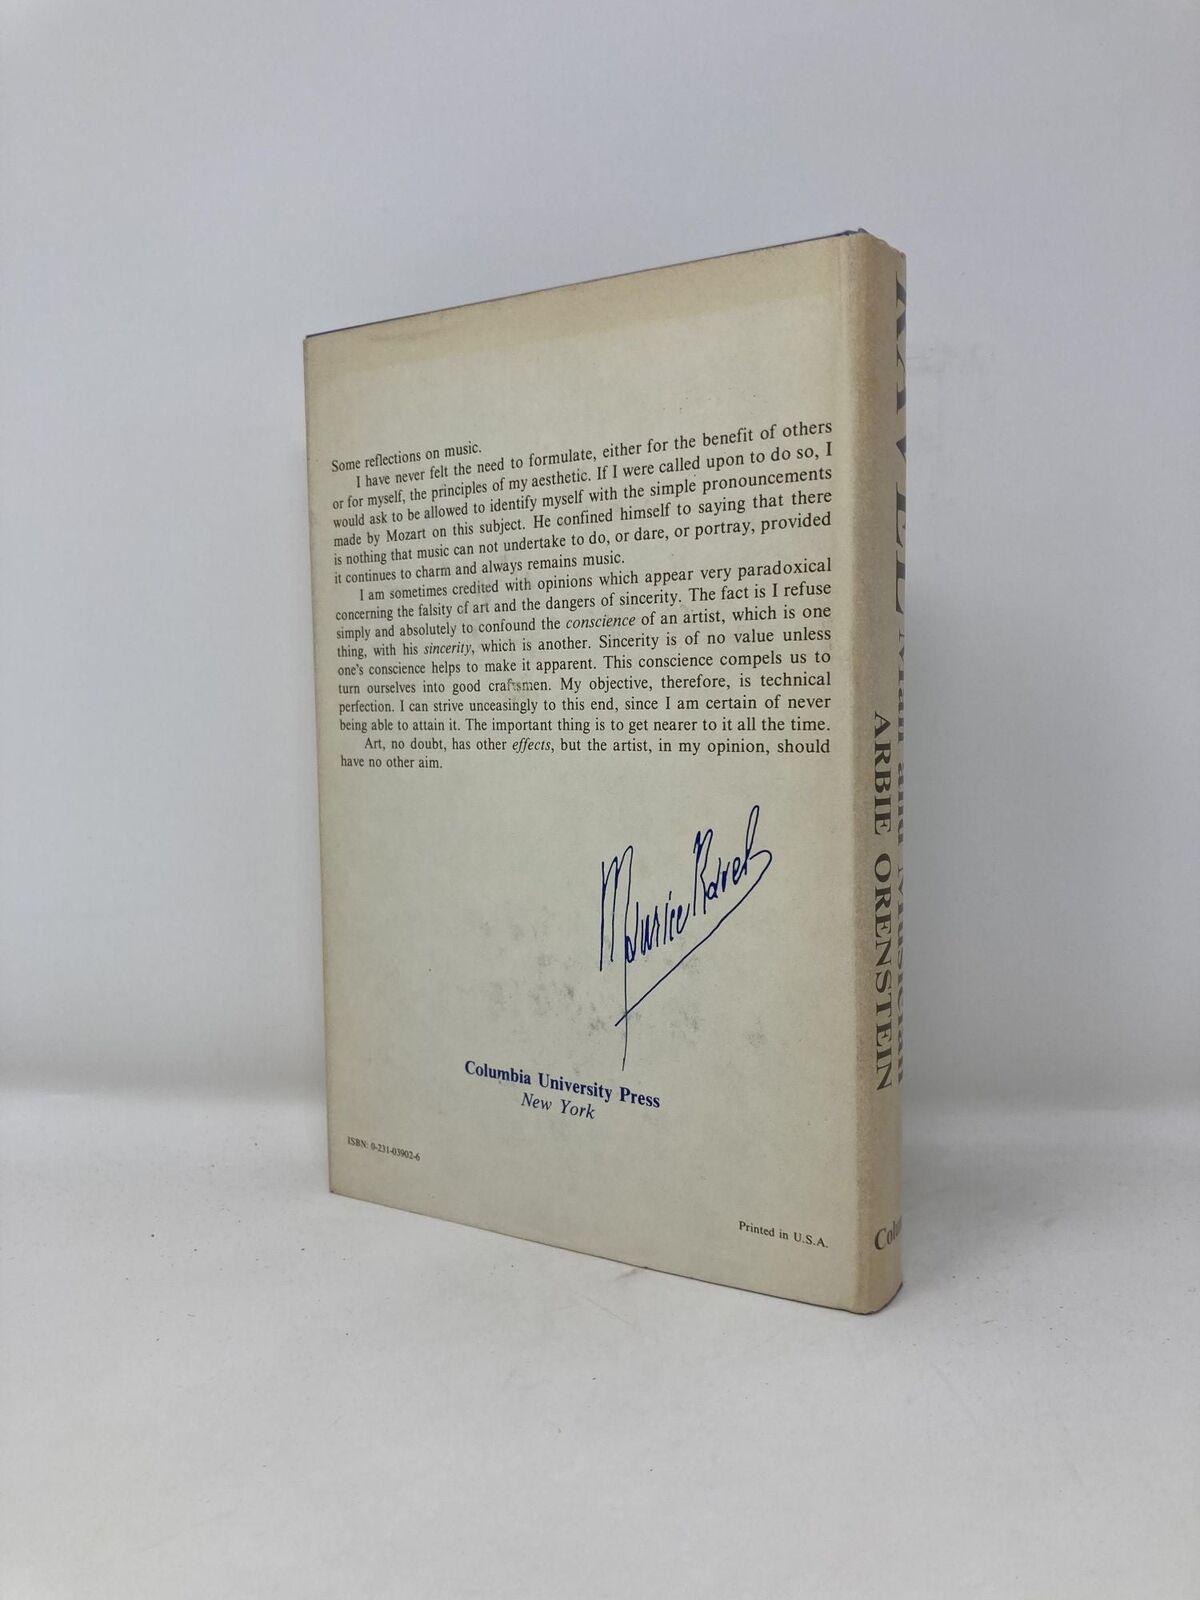 Some reflections on music.
I have never felt the need to formulate, either for the benefit of others
or for myself, the principles of my aesthetic. If I were called upon to do so, I
would ask to be allowed to identify myself with the simple pronouncements
made by Mozart on this subject. He confined himself to saying that there
is nothing that music can not undertake to do, or dare, or portray, provided
it continues to charm and always remains music.
I am sometimes credited with opinions which appear very paradoxical
concerning the falsity of art and the dangers of sincerity. The fact is I refuse
simply and absolutely to confound the conscience of an artist, which is one
thing, with his sincerity, which is another. Sincerity is of no value unless
one's conscience helps to make it apparent. This conscience compels us to
turn ourselves into good craftsmen. My objective, therefore, is technical
perfection. I can strive unceasingly to this end, since I am certain of never
being able to attain it. The important thing is to get nearer to it all the time.
Art, no doubt, has other effects, but the artist, in my opinion, should
have no other aim.
Maurice Ravel
Columbia University Press
New York
ISBN: 0-231-03902-6
Printed in U.S.A.
RAVEL Man and Musician
ARBIE ORENSTEIN